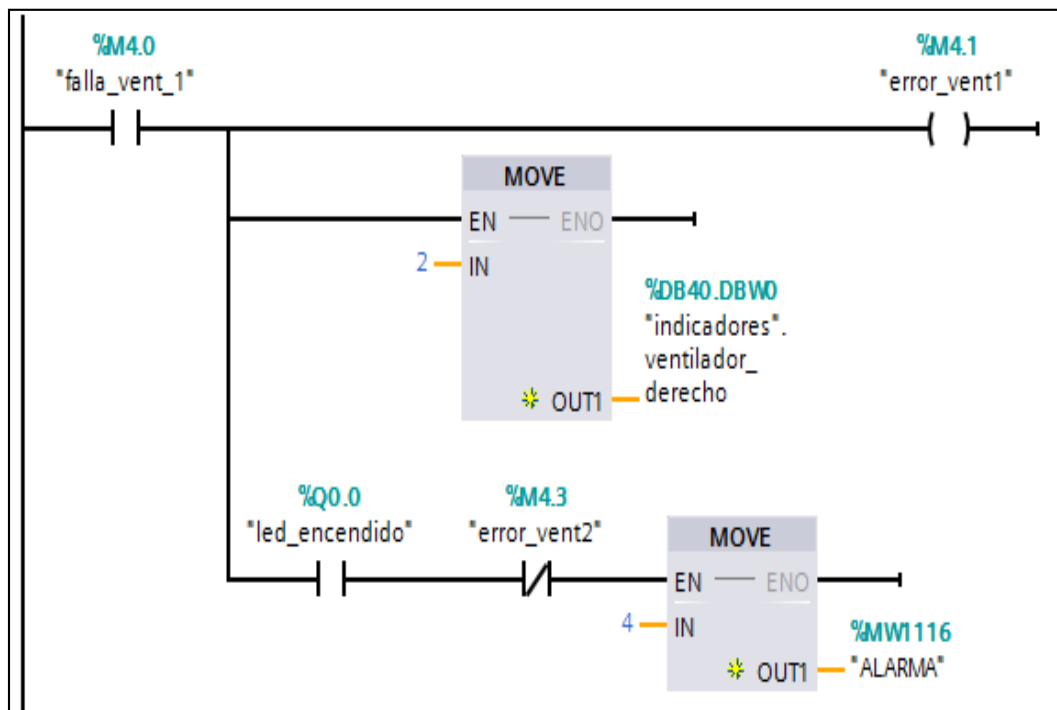 %M4.0
"falla_vent_1"
%M4.1
"error_vent1"
MOVE
EN
ENO
2
IN
%DB40.DBW0
"indicadores".
ventilador_
derecho
OUT1
%Q0.0
"led_encendido"
%M4.3
"error_vent2"
MOVE
EN
ENO
4
IN
%MW1116
"ALARMA"
OUT1